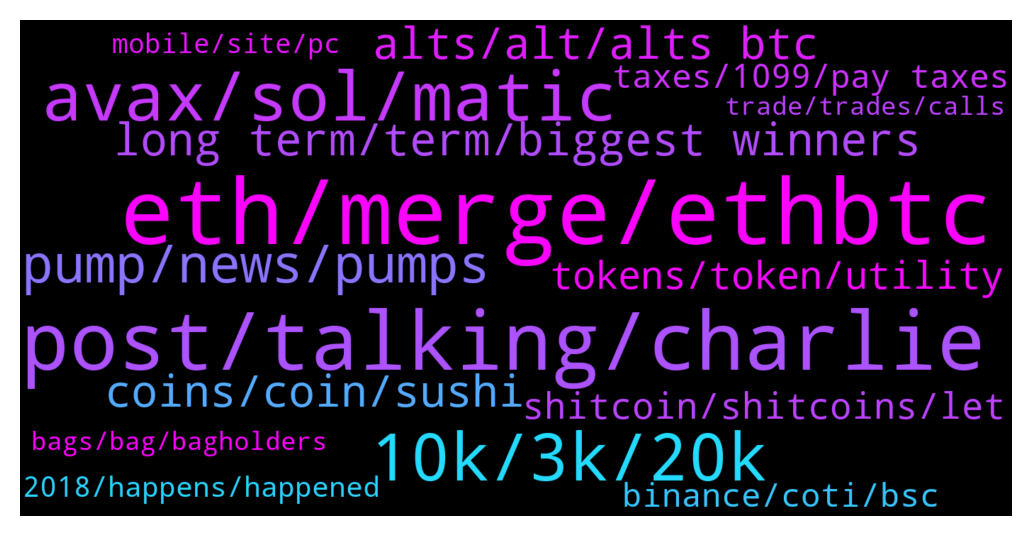 mobile/site/pc
alts/alt/alts btc
avax/sol/matic
taxes/1099/pay taxes
trade/trades/calls
long term/term/biggest winners
eth/merge/ethbtc
pump/news/pumps
tokens/token/utility
post/talking/charlie
coins/coin/sushi
shitcoin/shitcoins/let
bags/bag/bagholders
10k/3k/20k
2018/happens/happened
binance/coti/bsc